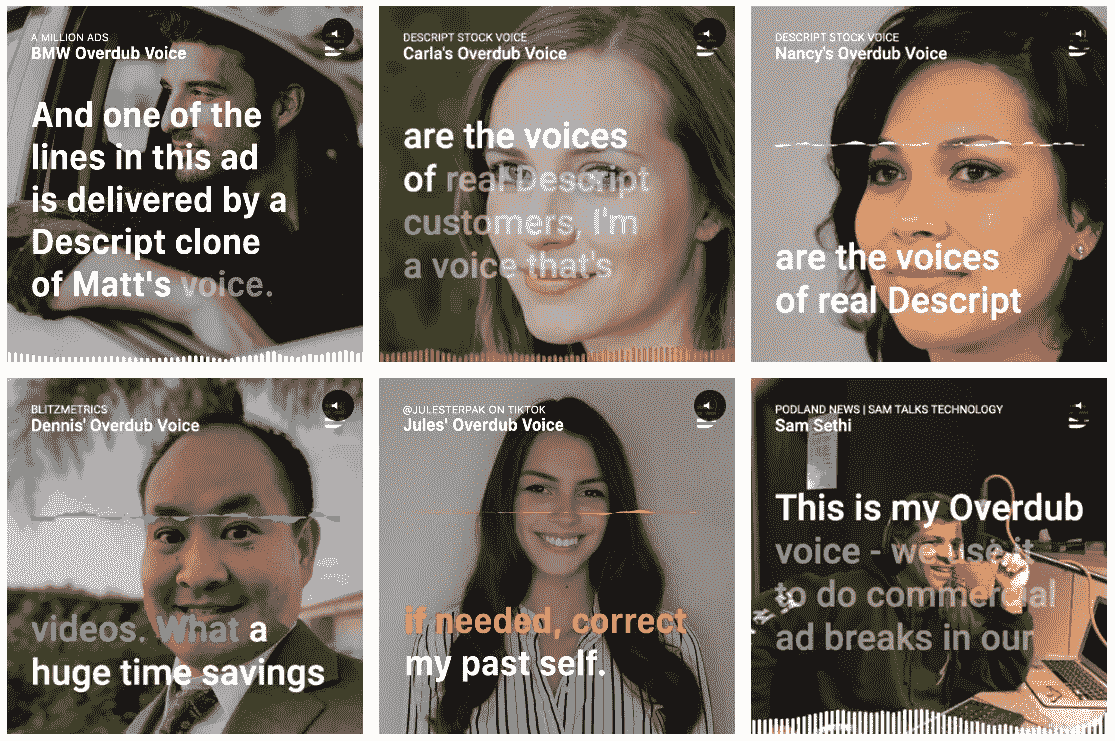 A MILLION ADS
BMW Overdub Voice
And one of the
lines in this ad
is delivered by a
Descript clone
of Matt's voice.
DESCRIPT STOCK VOICE
Carla's Overdub Voice
are the voices
of real Descript
customers, I'm
a voice that's
DESCRIPT STOCK VOICE
Nancy's Overdub Voice
are the voices
of real Descript
BLITZMETRICS
Dennis' Overdub Voice
videos. What a
huge time savings
@JULESTERPAK ON TIKTOK
Jules' Overdub Voice
if needed, correct
my past self.
PODLAND NEWS | SAM TALKS TECHNOLOGY
Sam Sethi
This is my Overdub
voice - we use it
to do commercial
ad breaks in our